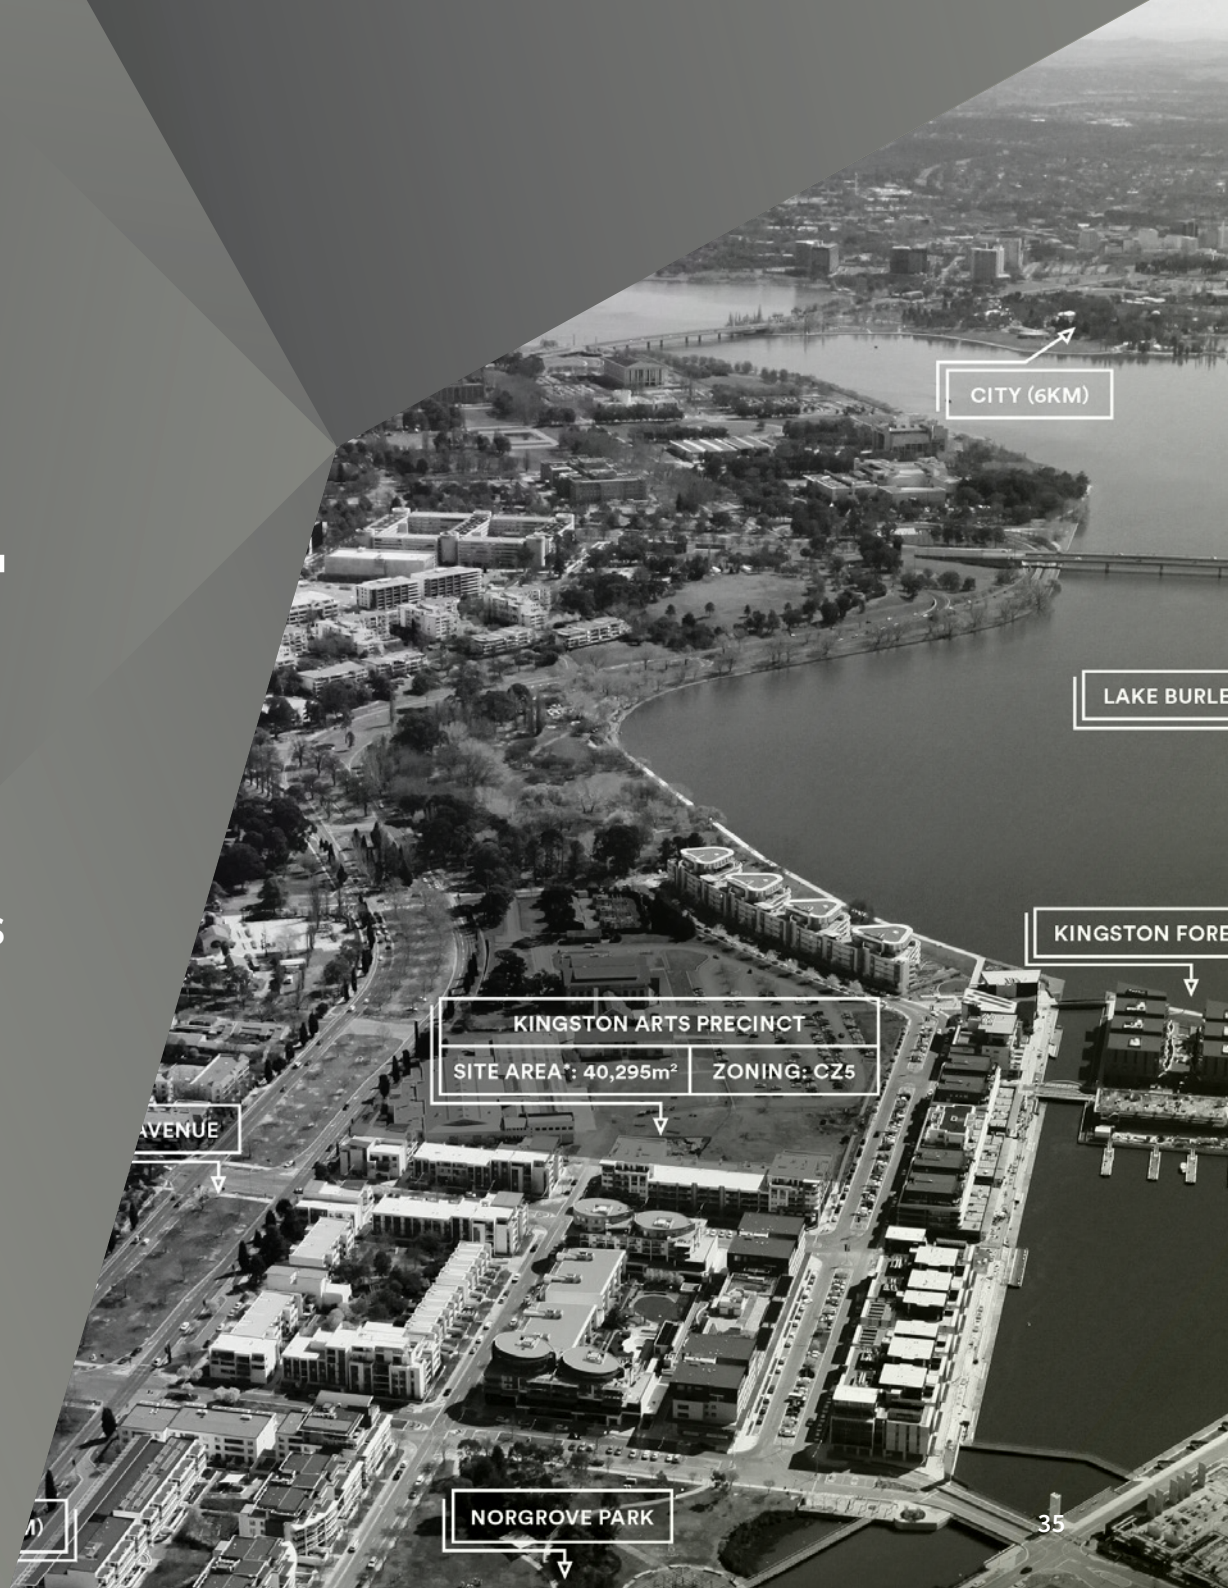 CITY (6KM)
LAKE BURLE
S
KINGSTON FORE
KINGSTON ARTS PRECINCT
SITE AREA*: 40,295m²
ZONING: CZ5
AVENUE
M)
NORGROVE PARK
35